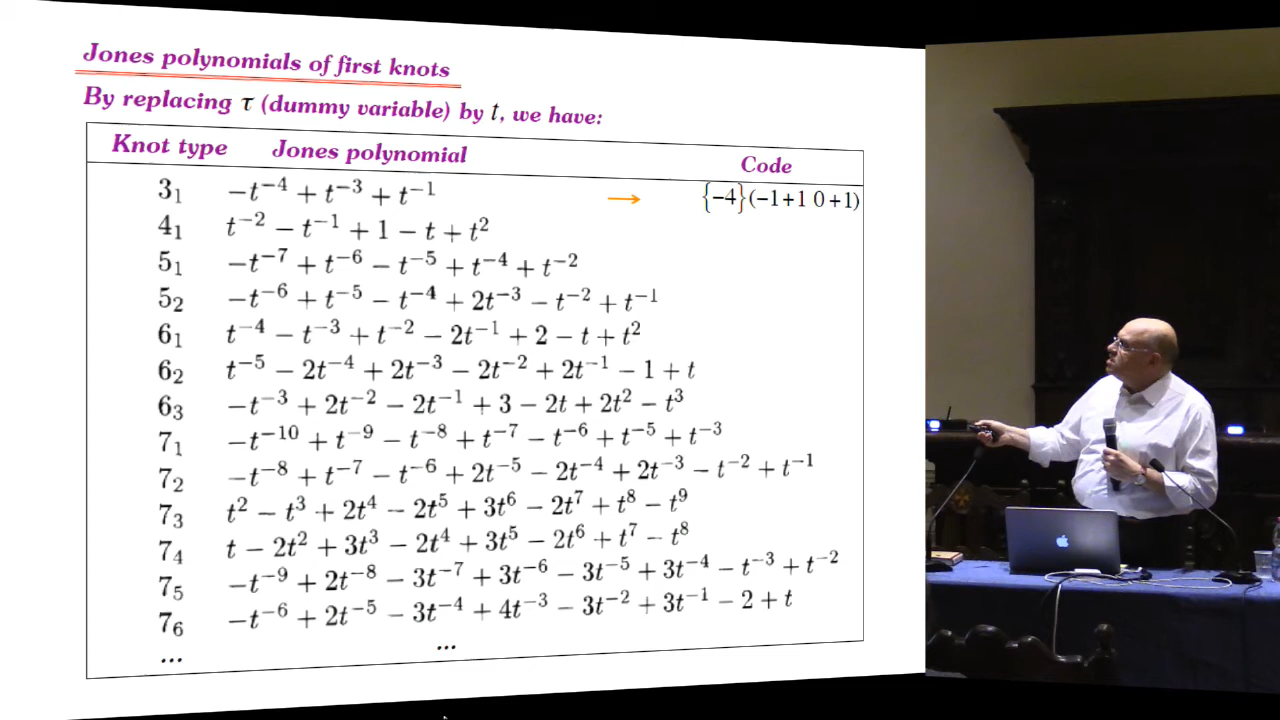 Jones polynomials of first knots
By replacing τ (dummy variable) by t, we have:
Knot type Jones polynomial Code
3₁ −t⁻⁴ + t⁻³ + t⁻¹ → {−4}(−1+1 0+1)
4₁ t⁻² − t⁻¹ + 1 − t + t²
5₁ −t⁻⁷ + t⁻⁶ − t⁻⁵ + t⁻⁴ + t⁻²
5₂ −t⁻⁶ + t⁻⁵ − t⁻⁴ + 2t⁻³ − t⁻² + t⁻¹
6₁ t⁻⁴ − t⁻³ + t⁻² − 2t⁻¹ + 2 − t + t²
6₂ t⁻⁵ − 2t⁻⁴ + 2t⁻³ − 2t⁻² + 2t⁻¹ − 1 + t
6₃ −t⁻³ + 2t⁻² − 2t⁻¹ + 3 − 2t + 2t² − t³
7₁ −t⁻¹⁰ + t⁻⁹ − t⁻⁸ + t⁻⁷ − t⁻⁶ + t⁻⁵ + t⁻³
7₂ −t⁻⁸ + t⁻⁷ − t⁻⁶ + 2t⁻⁵ − 2t⁻⁴ + 2t⁻³ − t⁻² + t⁻¹
7₃ t² − t³ + 2t⁴ − 2t⁵ + 3t⁶ − 2t⁷ + t⁸ − t⁹
7₄ t − 2t² + 3t³ − 2t⁴ + 3t⁵ − 2t⁶ + t⁷ − t⁸
7₅ −t⁻⁹ + 2t⁻⁸ − 3t⁻⁷ + 3t⁻⁶ − 3t⁻⁵ + 3t⁻⁴ − t⁻³ + t⁻²
7₆ −t⁻⁶ + 2t⁻⁵ − 3t⁻⁴ + 4t⁻³ − 3t⁻² + 3t⁻¹ − 2 + t
... ...